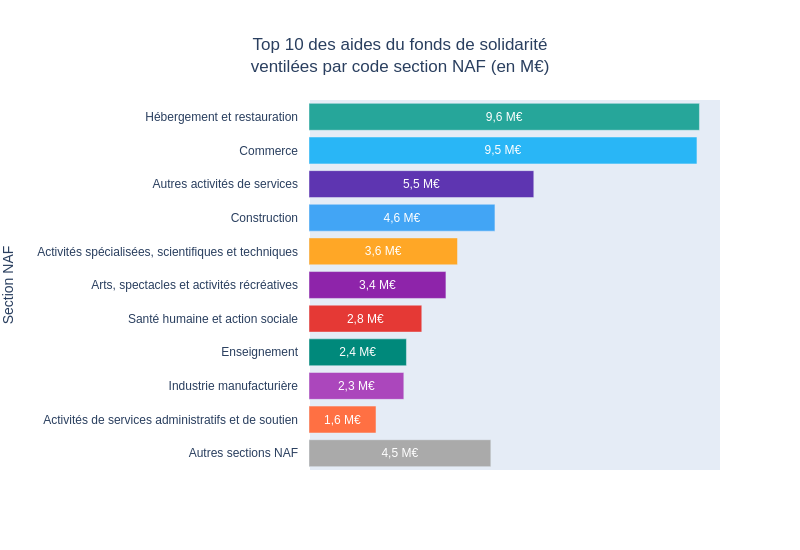 Top 10 des aides du fonds de solidarité
ventilées par code section NAF (en M€)
Section NAF
Hébergement et restauration 9,6 M€
Commerce 9,5 M€
Autres activités de services 5,5 M€
Construction 4,6 M€
Activités spécialisées, scientifiques et techniques 3,6 M€
Arts, spectacles et activités récréatives 3,4 M€
Santé humaine et action sociale 2,8 M€
Enseignement 2,4 M€
Industrie manufacturière 2,3 M€
Activités de services administratifs et de soutien 1,6 M€
Autres sections NAF 4,5 M€